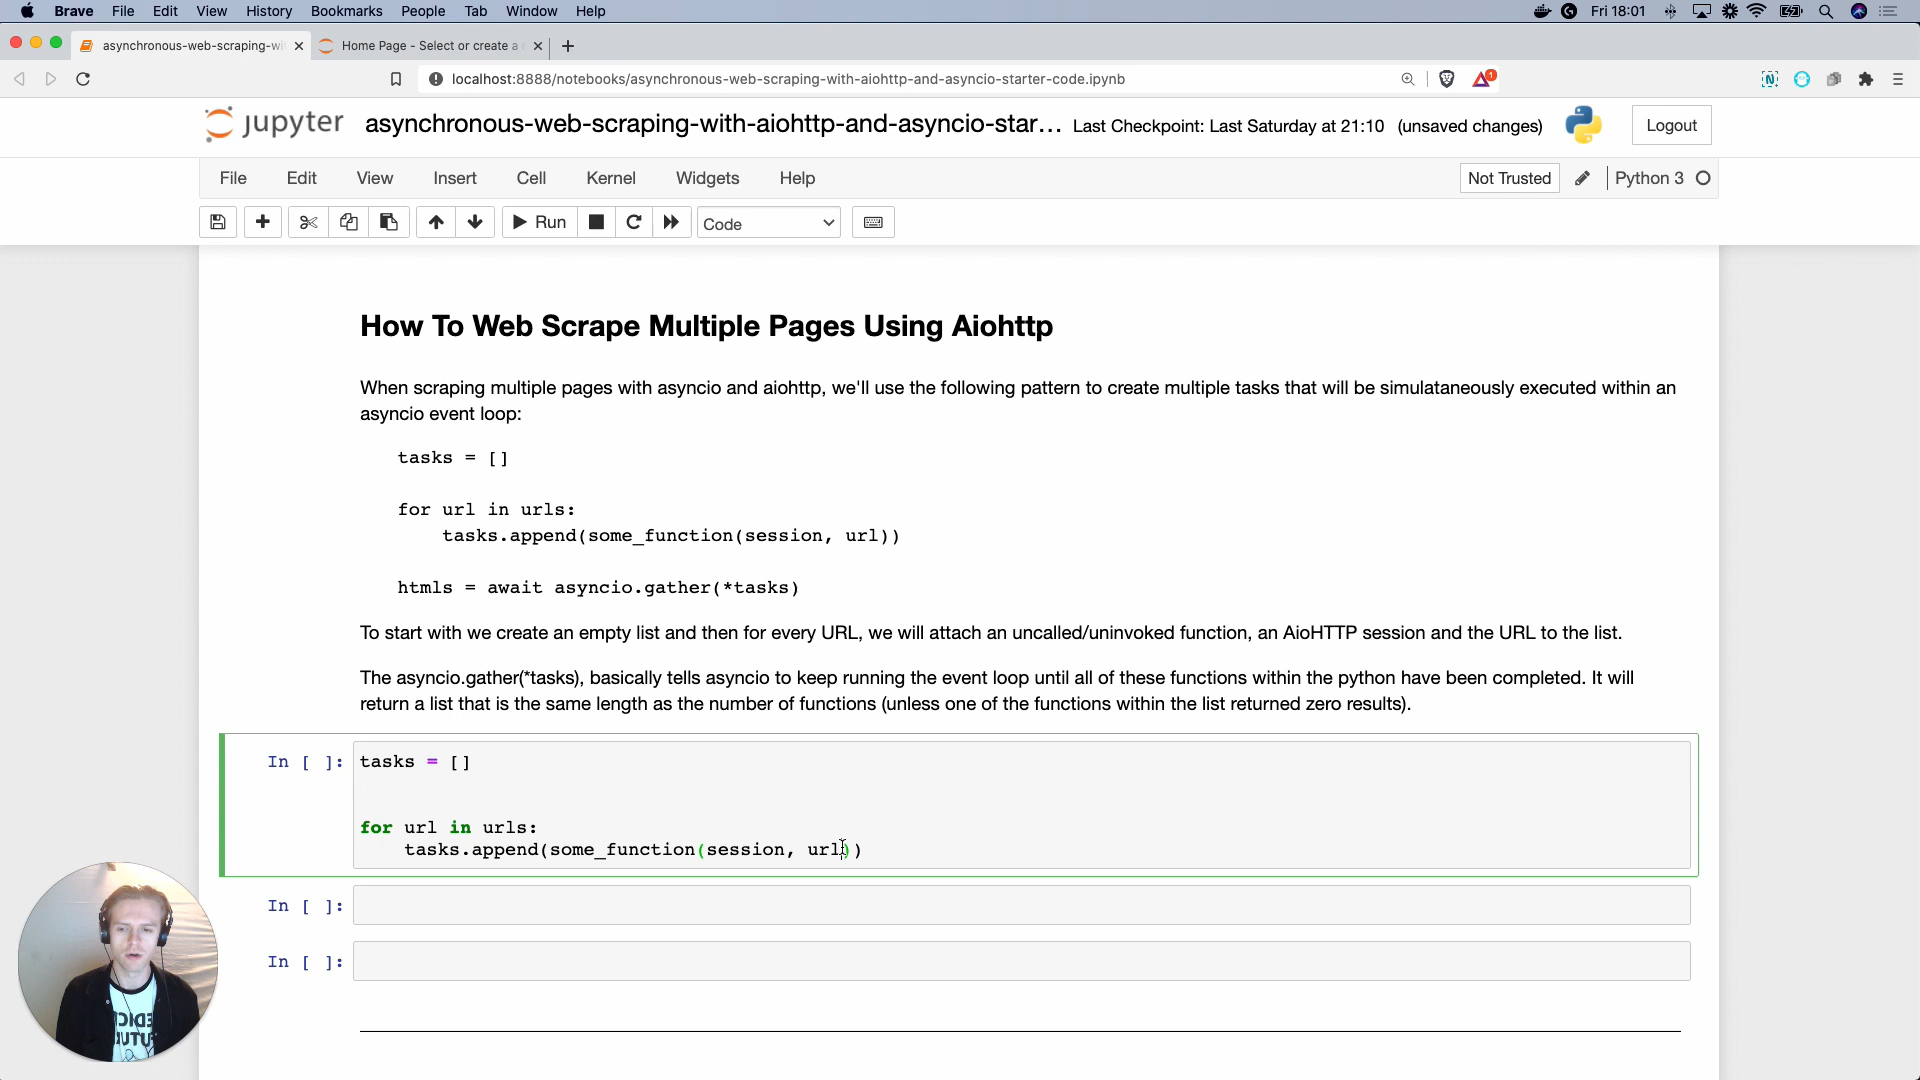 Brave File Edit View History Bookmarks People Tab Window Help Fri 18:01
asynchronous-web-scraping-wi Home Page - Select or create a
localhost:8888/notebooks/asynchronous-web-scraping-with-aiohttp-and-asyncio-starter-code.ipynb 1
jupyter asynchronous-web-scraping-with-aiohttp-and-asyncio-star... Last Checkpoint: Last Saturday at 21:10 (unsaved changes) Logout
File Edit View Insert Cell Kernel Widgets Help Not Trusted Python 3
Run Code
How To Web Scrape Multiple Pages Using Aiohttp
When scraping multiple pages with asyncio and aiohttp, we'll use the following pattern to create multiple tasks that will be simulataneously executed within an
asyncio event loop:
tasks = []
for url in urls:
tasks.append(some_function(session, url))
htmls = await asyncio.gather(*tasks)
To start with we create an empty list and then for every URL, we will attach an uncalled/uninvoked function, an AioHTTP session and the URL to the list.
The asyncio.gather(*tasks), basically tells asyncio to keep running the event loop until all of these functions within the python have been completed. It will
return a list that is the same length as the number of functions (unless one of the functions within the list returned zero results).
In [ ]: tasks = []
for url in urls:
tasks.append(some_function(session, url))
In [ ]:
In [ ]: